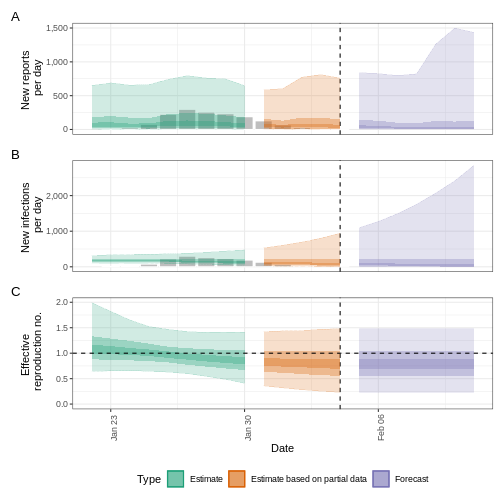 A
New reports
per day
1,500
1,000
500
0
B
New infections
per day
2,000
1,000
0
C
Effective
reproduction no.
2.0
1.5
1.0
0.5
0.0
Jan 23
Jan 30
Feb 06
Date
Type
Estimate
Estimate based on partial data
Forecast